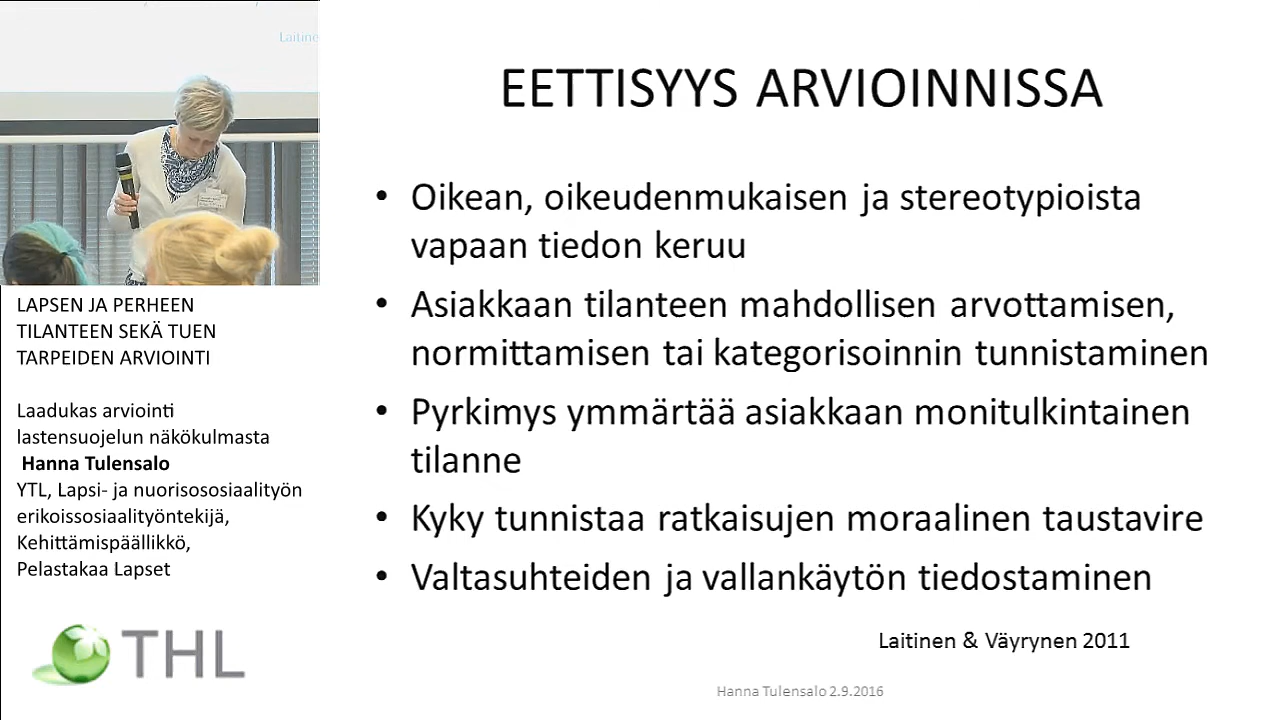 Laitine
LAPSEN JA PERHEEN
TILANTEEN SEKÄ TUEN
TARPEIDEN ARVIOINTI
Laadukas arviointi
lastensuojelun näkökulmasta
Hanna Tulensalo
YTL, Lapsi- ja nuorisososiaalityön
erikoissosiaalityöntekijä,
Kehittämispäällikkö,
Pelastakaa Lapset
THL
EETTISYYS ARVIOINNISSA
• Oikean, oikeudenmukaisen ja stereotypioista
vapaan tiedon keruu
• Asiakkaan tilanteen mahdollisen arvottamisen,
normittamisen tai kategorisoinnin tunnistaminen
• Pyrkimys ymmärtää asiakkaan monitulkintainen
tilanne
• Kyky tunnistaa ratkaisujen moraalinen taustavire
• Valtasuhteiden ja vallankäytön tiedostaminen
Laitinen & Väyrynen 2011
Hanna Tulensalo 2.9.2016